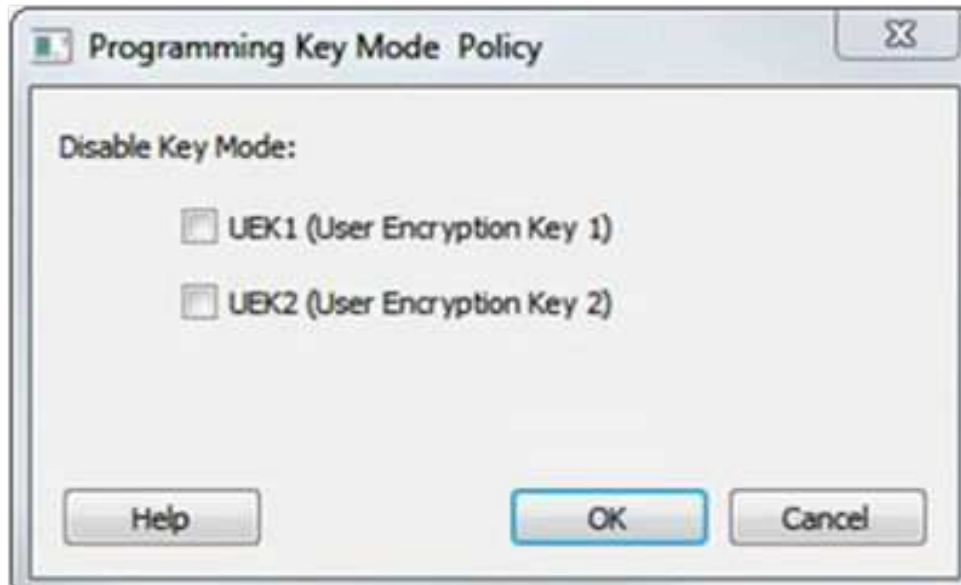 Programming Key Mode Policy
Disable Key Mode:
UEK1 (User Encryption Key 1)
UEK2 (User Encryption Key 2)
Help OK Cancel